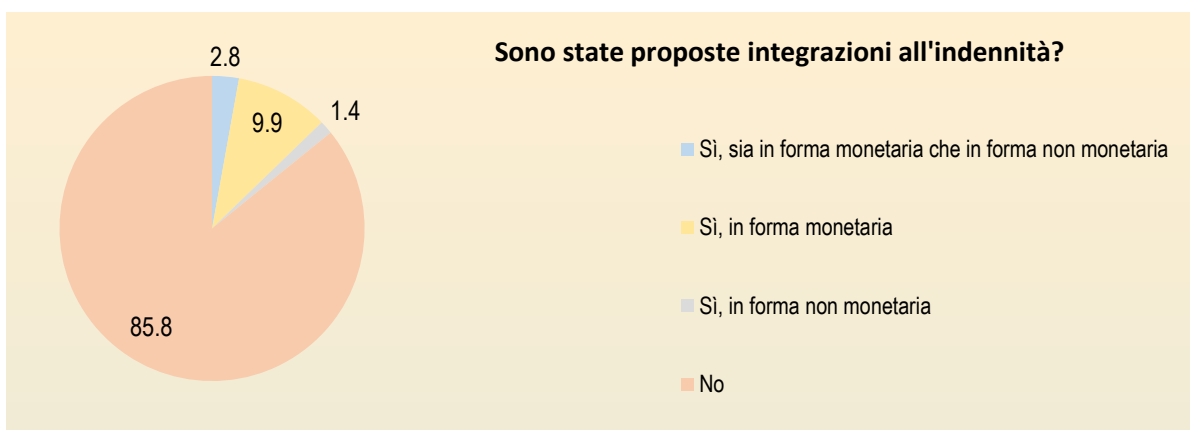 Sono state proposte integrazioni all'indennità?
2.8
9.9
1.4
85.8
Sì, sia in forma monetaria che in forma non monetaria
Sì, in forma monetaria
Sì, in forma non monetaria
No